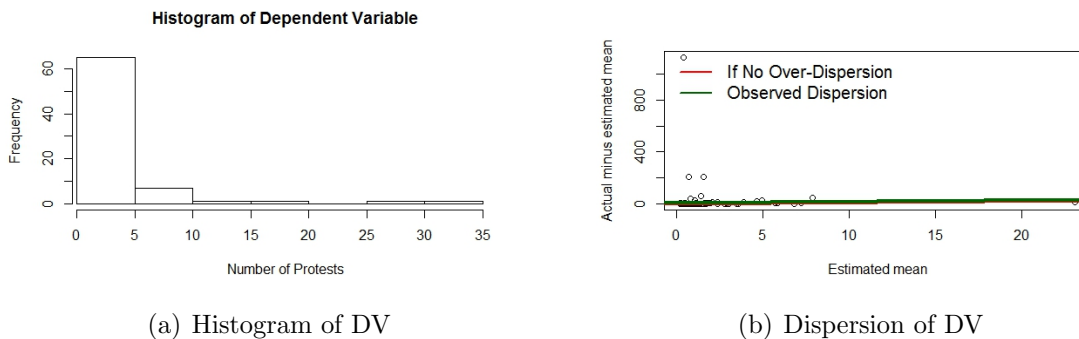 Histogram of Dependent Variable
Frequency
60
40
20
0
0 5 10 15 20 25 30 35
Number of Protests
(a) Histogram of DV
Actual minus estimated mean
800
400
0
If No Over-Dispersion
Observed Dispersion
0 5 10 15 20
Estimated mean
(b) Dispersion of DV